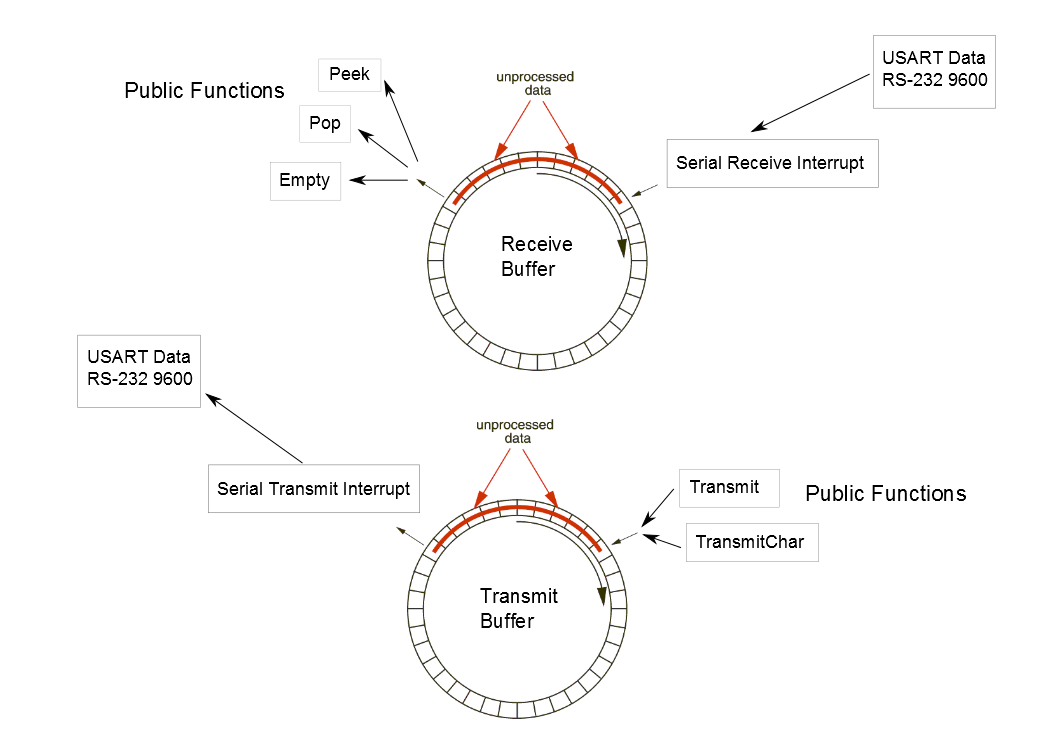 Public Functions
Peek
Pop
Empty
unprocessed
data
USART Data
RS-232 9600
Serial Receive Interrupt
Receive
Buffer
USART Data
RS-232 9600
Serial Transmit Interrupt
unprocessed
data
Transmit
TransmitChar
Public Functions
Transmit
Buffer